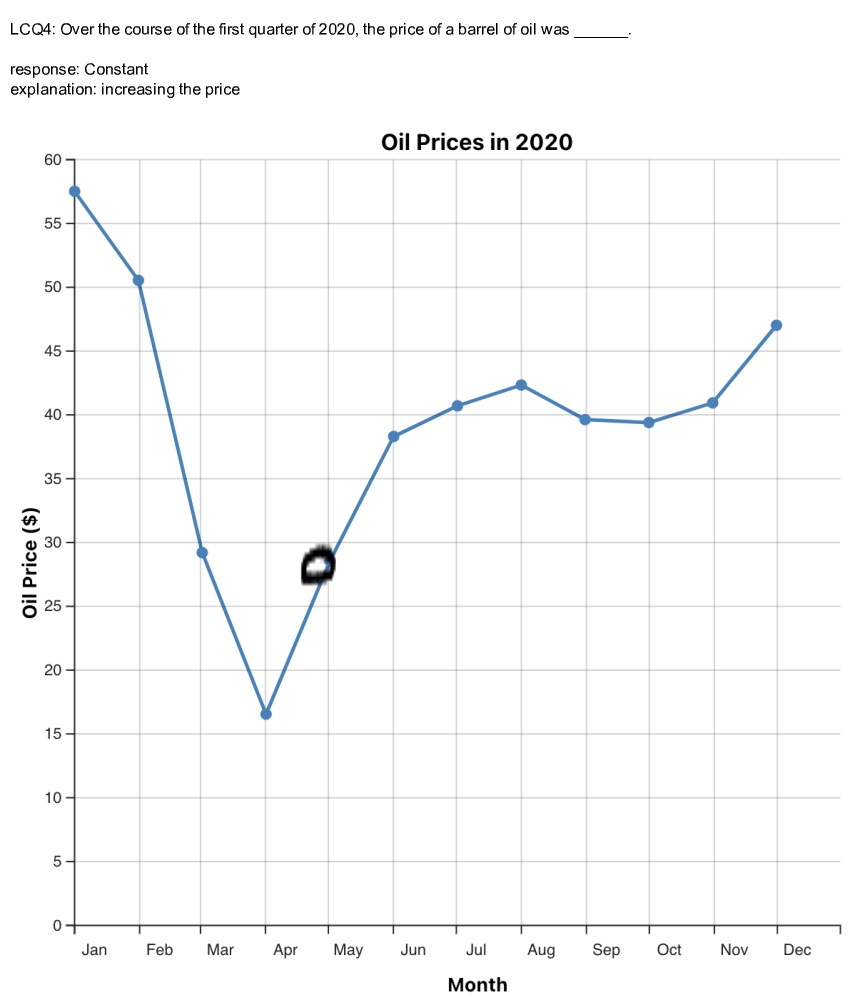 LCQ4: Over the course of the first quarter of 2020, the price of a barrel of oil was ______.
response: Constant
explanation: increasing the price
Oil Prices in 2020
60
55
50
45
40
35
30
25
20
15
10
5
0
Oil Price ($)
Jan Feb Mar Apr May Jun Jul Aug Sep Oct Nov Dec
Month